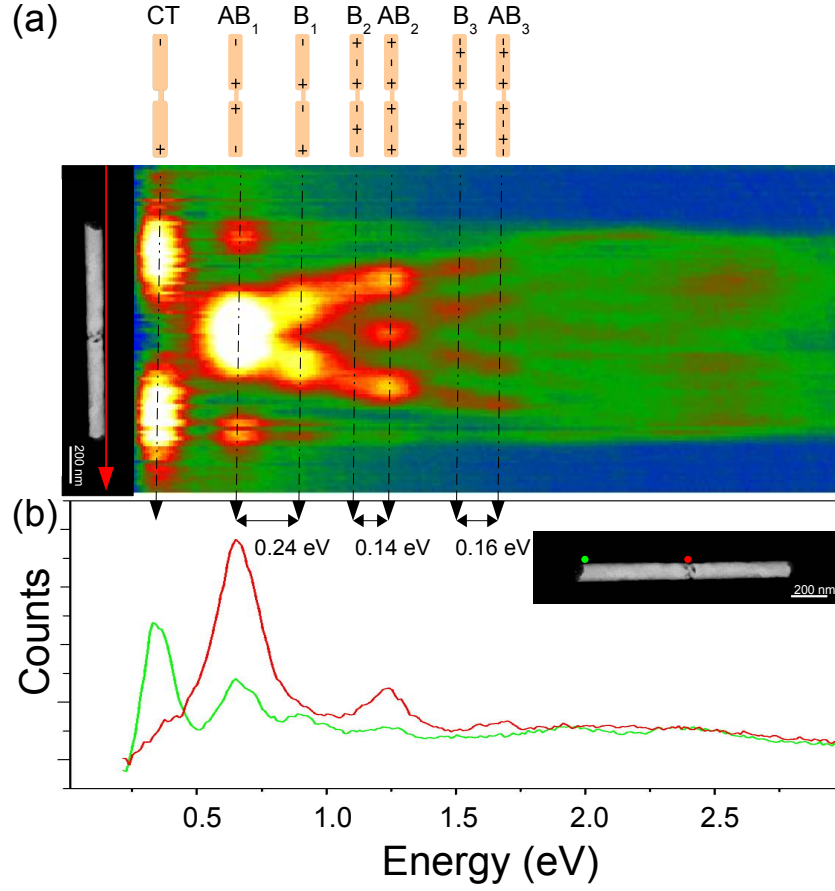 (a)
CT AB₁ B₁ B₂ AB₂ B₃ AB₃
- - - + + - -
- + +
- - + +
+ + + - -
+ + + +
+ - + - -
- + + +
- + - -
+ - + - + +
200 nm
(b)
0.24 eV 0.14 eV 0.16 eV
200 nm
Counts
0.5 1.0 1.5 2.0 2.5
Energy (eV)